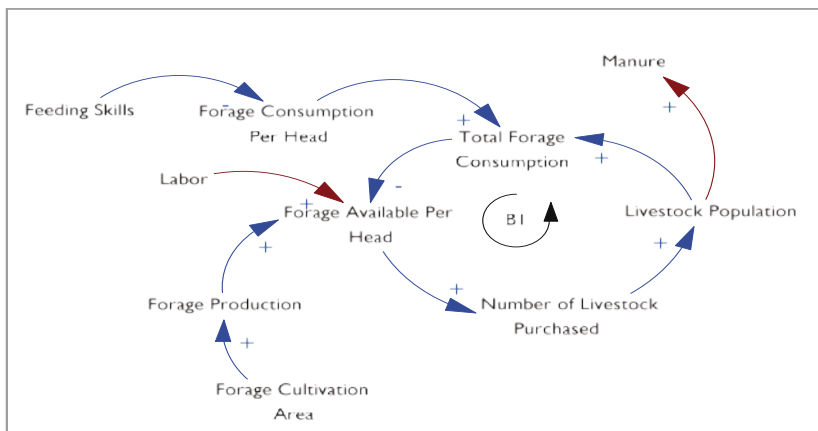 Manure
+
Feeding Skills
-
Forage Consumption
Per Head
+
Total Forage
Consumption
+
Labor
-
+
Forage Available Per
Head
B1
Livestock Population
+
+
Forage Production
+
Number of Livestock
Purchased
+
Forage Cultivation
Area